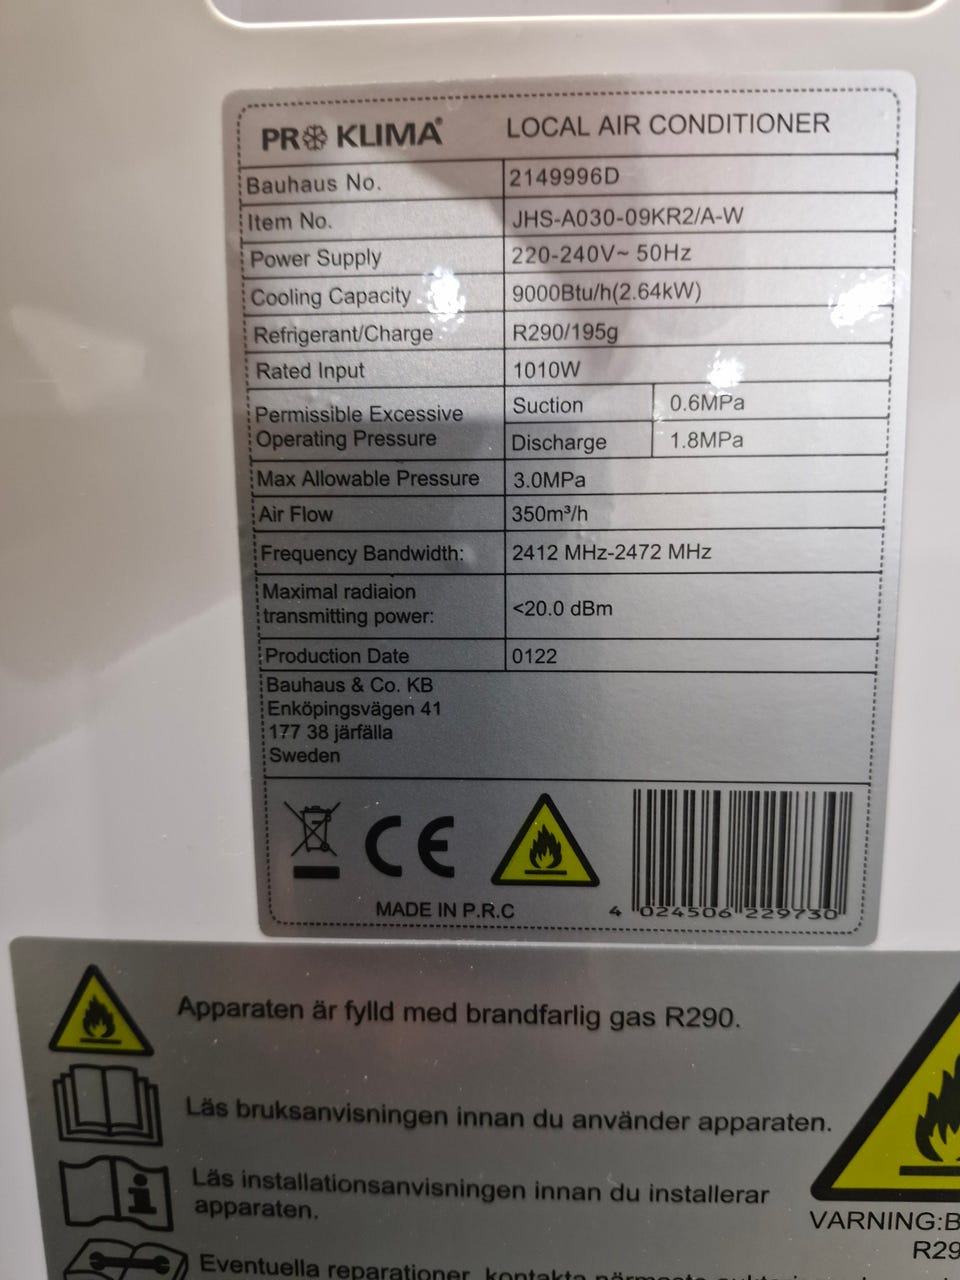 PRO KLIMA® LOCAL AIR CONDITIONER
Bauhaus No. 2149996D
Item No. JHS-A030-09KR2/A-W
Power Supply 220-240V~ 50Hz
Cooling Capacity 9000Btu/h(2.64kW)
Refrigerant/Charge R290/195g
Rated Input 1010W
Permissible Excessive
Operating Pressure
Suction 0.6MPa
Discharge 1.8MPa
Max Allowable Pressure 3.0MPa
Air Flow 350m³/h
Frequency Bandwidth: 2412 MHz-2472 MHz
Maximal radiaion
transmitting power:
<20.0 dBm
Production Date 0122
Bauhaus & Co. KB
Enköpingsvägen 41
177 38 järfälla
Sweden
CE
MADE IN P.R.C
4 024506 229730
Apparaten är fylld med brandfarlig gas R290.
Läs bruksanvisningen innan du använder apparaten.
Läs installationsanvisningen innan du installerar
apparaten.
VARNING:B
R29
Eventuella reparationer, kontakta närmaste